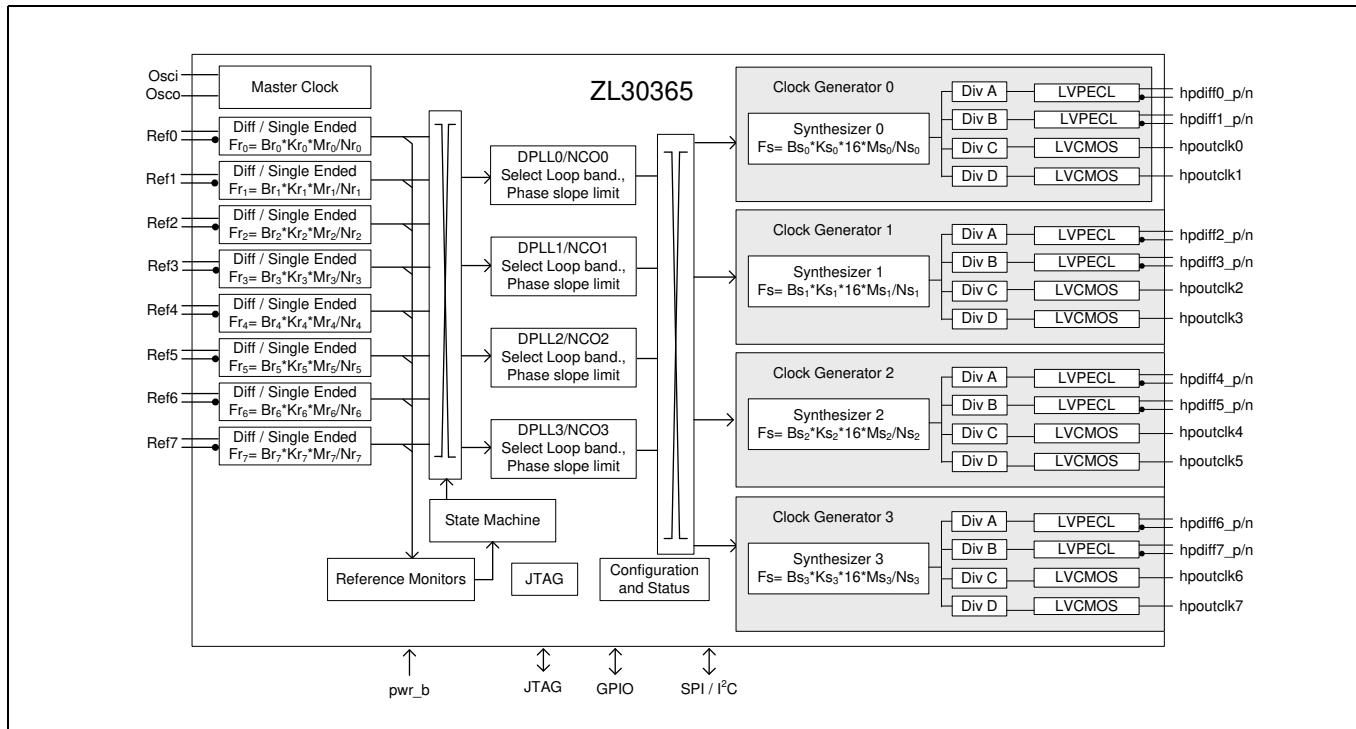 ZL30365
Osci
Osco
Master Clock
Ref0
Diff / Single Ended
Fr₀= Br₀*Kr₀*Mr₀/Nr₀
Ref1
Diff / Single Ended
Fr₁= Br₁*Kr₁*Mr₁/Nr₁
Ref2
Diff / Single Ended
Fr₂= Br₂*Kr₂*Mr₂/Nr₂
Ref3
Diff / Single Ended
Fr₃= Br₃*Kr₃*Mr₃/Nr₃
Ref4
Diff / Single Ended
Fr₄= Br₄*Kr₄*Mr₄/Nr₄
Ref5
Diff / Single Ended
Fr₅= Br₅*Kr₅*Mr₅/Nr₅
Ref6
Diff / Single Ended
Fr₆= Br₆*Kr₆*Mr₆/Nr₆
Ref7
Diff / Single Ended
Fr₇= Br₇*Kr₇*Mr₇/Nr₇
DPLL0/NCO0
Select Loop band.,
Phase slope limit
DPLL1/NCO1
Select Loop band.,
Phase slope limit
DPLL2/NCO2
Select Loop band.,
Phase slope limit
DPLL3/NCO3
Select Loop band.,
Phase slope limit
State Machine
Reference Monitors
JTAG
Configuration
and Status
Clock Generator 0
Synthesizer 0
Fs= Bs₀*Ks₀*16*Ms₀/Ns₀
Div A
LVPECL
hpdiff0_p/n
Div B
LVPECL
hpdiff1_p/n
Div C
LVCMOS
hpoutclk0
Div D
LVCMOS
hpoutclk1
Clock Generator 1
Synthesizer 1
Fs= Bs₁*Ks₁*16*Ms₁/Ns₁
Div A
LVPECL
hpdiff2_p/n
Div B
LVPECL
hpdiff3_p/n
Div C
LVCMOS
hpoutclk2
Div D
LVCMOS
hpoutclk3
Clock Generator 2
Synthesizer 2
Fs= Bs₂*Ks₂*16*Ms₂/Ns₂
Div A
LVPECL
hpdiff4_p/n
Div B
LVPECL
hpdiff5_p/n
Div C
LVCMOS
hpoutclk4
Div D
LVCMOS
hpoutclk5
Clock Generator 3
Synthesizer 3
Fs= Bs₃*Ks₃*16*Ms₃/Ns₃
Div A
LVPECL
hpdiff6_p/n
Div B
LVPECL
hpdiff7_p/n
Div C
LVCMOS
hpoutclk6
Div D
LVCMOS
hpoutclk7
pwr_b
JTAG
GPIO
SPI / I²C